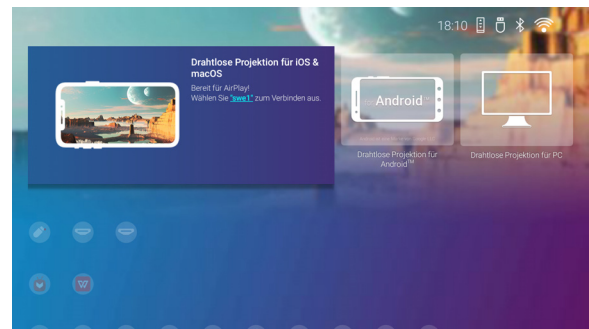 18:10
Drahtlose Projektion für iOS &
macOS
Bereit für AirPlay!
Wählen Sie "swe1" zum Verbinden aus.
Android
Drahtlose Projektion für
Android™
Drahtlose Projektion für PC